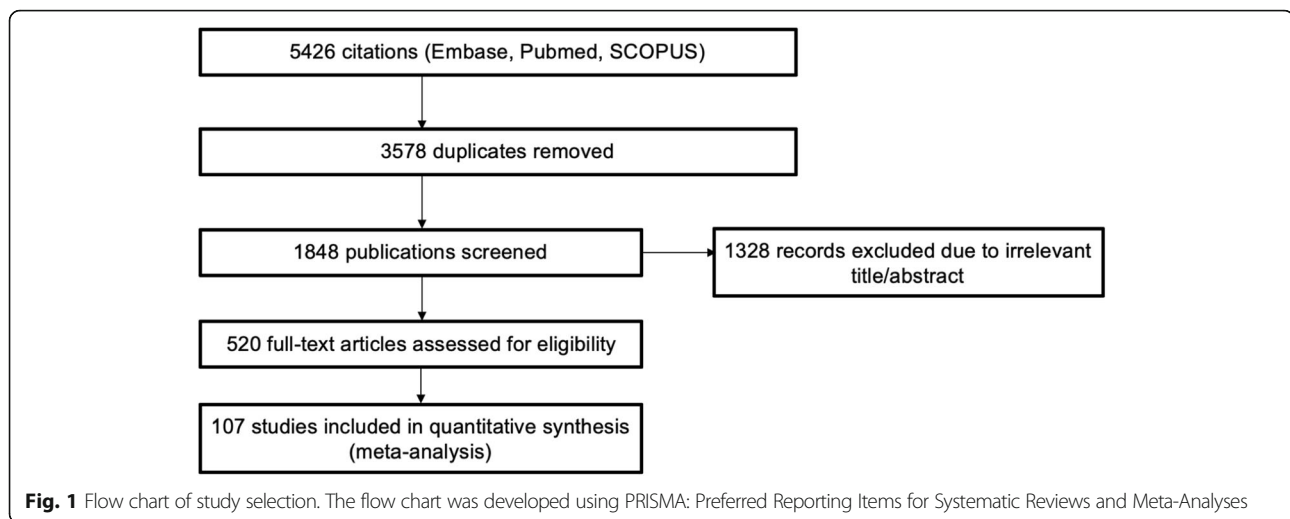 5426 citations (Embase, Pubmed, SCOPUS)
3578 duplicates removed
1848 publications screened
1328 records excluded due to irrelevant
title/abstract
520 full-text articles assessed for eligibility
107 studies included in quantitative synthesis
(meta-analysis)
Fig. 1 Flow chart of study selection. The flow chart was developed using PRISMA: Preferred Reporting Items for Systematic Reviews and Meta-Analyses